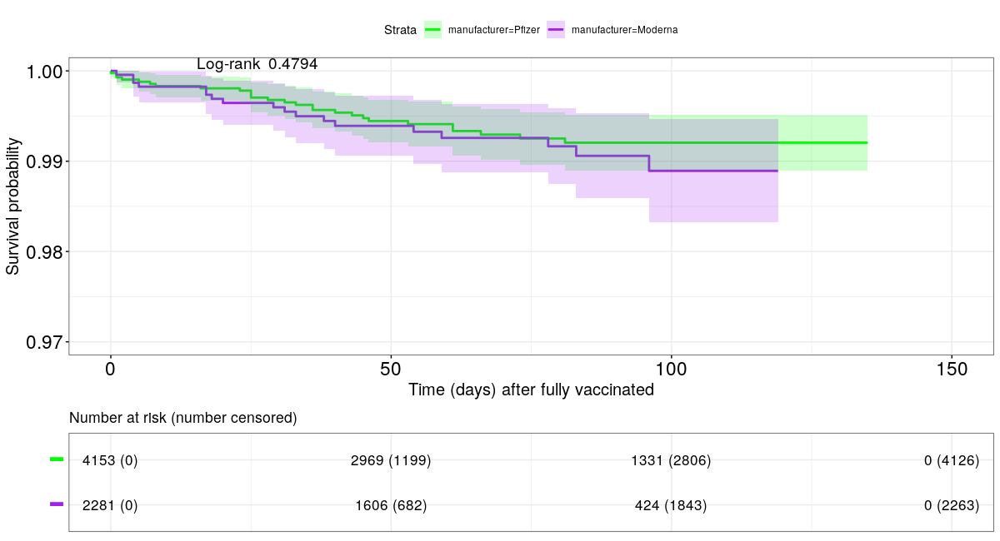 Strata manufacturer=Pfizer manufacturer=Moderna
Log-rank 0.4794
1.00
0.99
0.98
0.97
Survival probability
0 50 100 150
Time (days) after fully vaccinated
Number at risk (number censored)
4153 (0) 2969 (1199) 1331 (2806) 0 (4126)
2281 (0) 1606 (682) 424 (1843) 0 (2263)